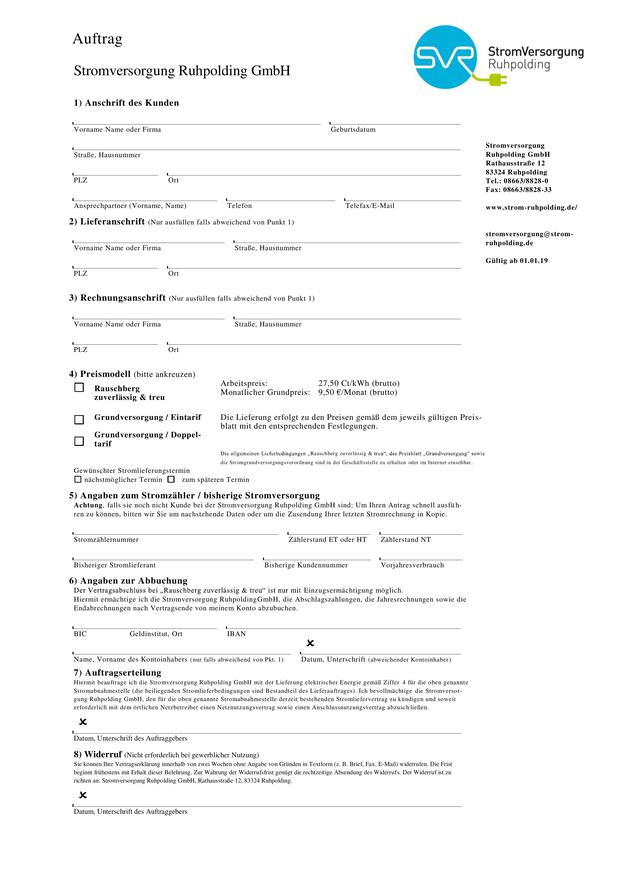 Auftrag
Stromversorgung Ruhpolding GmbH
SVR
StromVersorgung
Ruhpolding
1) Anschrift des Kunden
Vorname Name oder Firma Geburtsdatum
Straße, Hausnummer
PLZ Ort
Ansprechpartner (Vorname, Name) Telefon Telefax/E-Mail
Stromversorgung
Ruhpolding GmbH
Rathausstraße 12
83324 Ruhpolding
Tel.: 08663/8828-0
Fax: 08663/8828-33
www.strom-ruhpolding.de/
stromversorgung@strom-
ruhpolding.de
Gültig ab 01.01.19
2) Lieferanschrift (Nur ausfüllen falls abweichend von Punkt 1)
Vorname Name oder Firma Straße, Hausnummer
PLZ Ort
3) Rechnungsanschrift (Nur ausfüllen falls abweichend von Punkt 1)
Vorname Name oder Firma Straße, Hausnummer
PLZ Ort
4) Preismodell (bitte ankreuzen)
Rauschberg
zuverlässig & treu
Arbeitspreis: 27,50 Ct/kWh (brutto)
Monatlicher Grundpreis: 9,50 €/Monat (brutto)
Grundversorgung / Eintarif
Grundversorgung / Doppel-
tarif
Die Lieferung erfolgt zu den Preisen gemäß dem jeweils gültigen Preis-
blatt mit den entsprechenden Festlegungen.
Die allgemeinen Lieferbedingungen „Rauschberg zuverlässig & treu", das Preisblatt „Grundversorgung" sowie
die Stromgrundversorgungsverordnung sind in der Geschäftsstelle zu erhalten oder im Internet einsehbar.
Gewünschter Stromlieferungstermin
nächstmöglicher Termin zum späteren Termin
5) Angaben zum Stromzähler / bisherige Stromversorgung
Achtung, falls sie noch nicht Kunde bei der Stromversorgung Ruhpolding GmbH sind: Um Ihren Antrag schnell ausfüh-
ren zu können, bitten wir Sie um nachstehende Daten oder um die Zusendung Ihrer letzten Stromrechnung in Kopie.
Stromzählernummer Zählerstand ET oder HT Zählerstand NT
Bisheriger Stromlieferant Bisherige Kundennummer Vorjahresverbrauch
6) Angaben zur Abbuchung
Der Vertragsabschluss bei „Rauschberg zuverlässig & treu" ist nur mit Einzugsermächtigung möglich.
Hiermit ermächtige ich die Stromversorgung RuhpoldingGmbH, die Abschlagszahlungen, die Jahresrechnungen sowie die
Endabrechnungen nach Vertragsende von meinem Konto abzubuchen.
BIC Geldinstitut, Ort IBAN
x
Name, Vorname des Kontoinhabers (nur falls abweichend von Pkt. 1) Datum, Unterschrift (abweichender Kontoinhaber)
7) Auftragserteilung
Hiermit beauftrage ich die Stromversorgung Ruhpolding GmbH mit der Lieferung elektrischer Energie gemäß Ziffer 4 für die oben genannte
Stromabnahmestelle (die beiliegenden Stromlieferbedingungen sind Bestandteil des Lieferauftrages). Ich bevollmächtige die Stromversor-
gung Ruhpolding GmbH, den für die oben genannte Stromabnahmestelle derzeit bestehenden Stromliefervertrag zu kündigen und soweit
erforderlich mit dem örtlichen Netzbetreiber einen Netznutzungsvertrag sowie einen Anschlussnutzungsvertrag abzuschließen.
x
Datum, Unterschrift des Auftraggebers
8) Widerruf (Nicht erforderlich bei gewerblicher Nutzung)
Sie können Ihre Vertragserklärung innerhalb von zwei Wochen ohne Angabe von Gründen in Textform (z. B. Brief, Fax, E-Mail) widerrufen. Die Frist
beginnt frühestens mit Erhalt dieser Belehrung. Zur Wahrung der Widerrufsfrist genügt die rechtzeitige Absendung des Widerrufs. Der Widerruf ist zu
richten an: Stromversorgung Ruhpolding GmbH, Rathausstraße 12, 83324 Ruhpolding.
x
Datum, Unterschrift des Auftraggebers